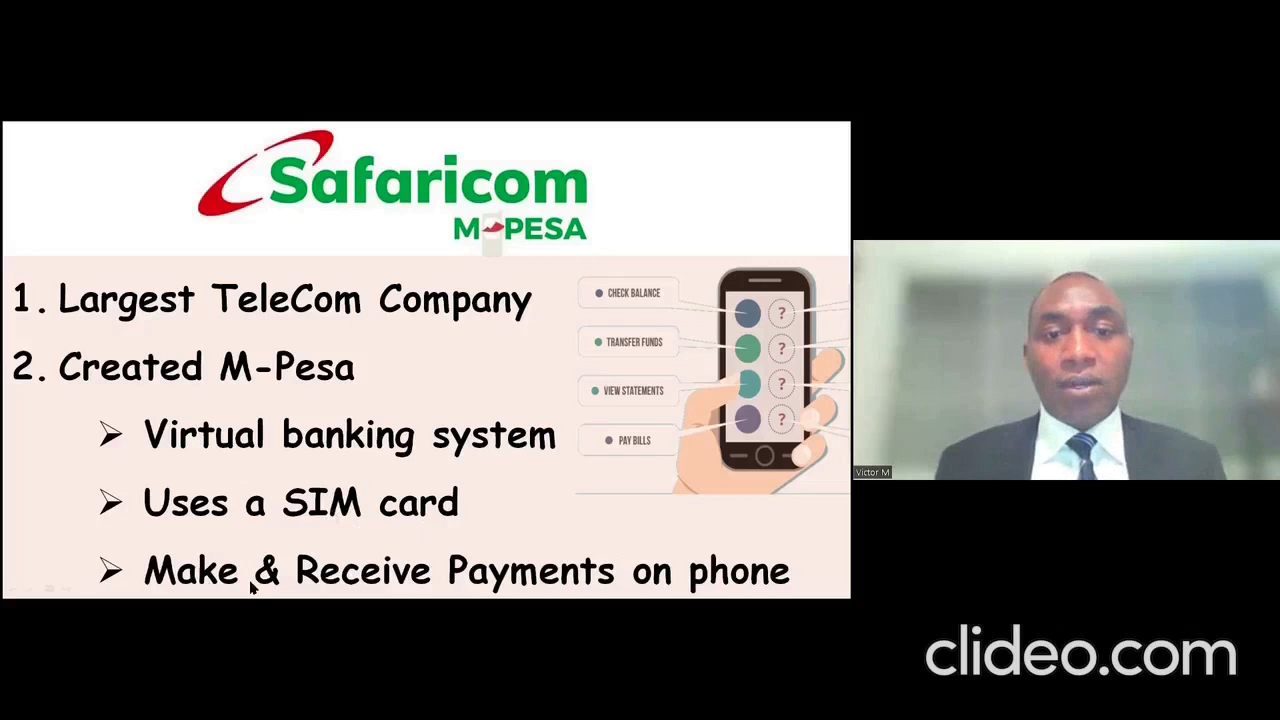 Safaricom
M-PESA
1. Largest TeleCom Company
2. Created M-Pesa
➢ Virtual banking system
➢ Uses a SIM card
➢ Make & Receive Payments on phone
CHECK BALANCE
TRANSFER FUNDS
VIEW STATEMENTS
PAY BILLS
?
?
?
?
Victor M
clideo.com